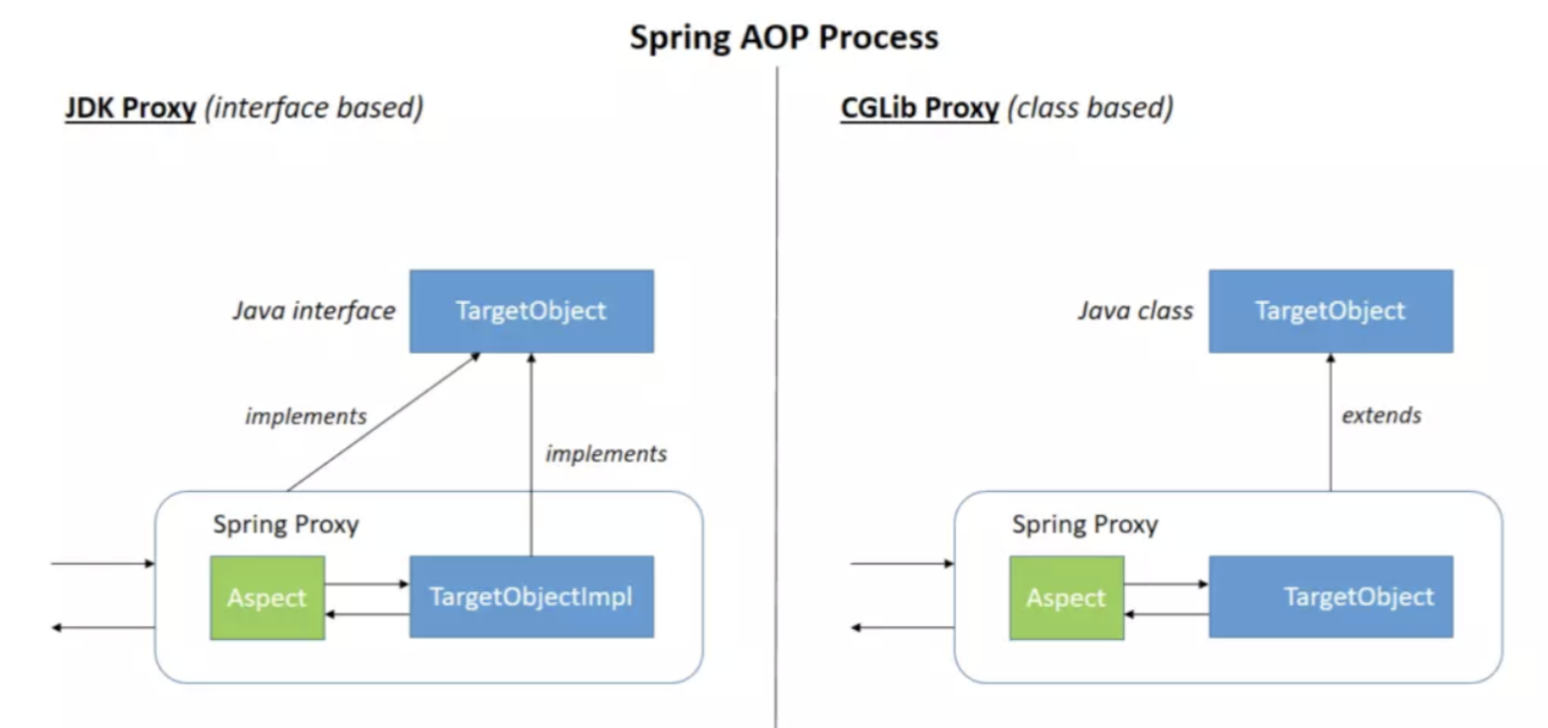 Spring AOP Process
JDK Proxy (interface based)
Java interface
TargetObject
implements
implements
Spring Proxy
Aspect
TargetObjectImpl
CGLib Proxy (class based)
Java class
TargetObject
extends
Spring Proxy
Aspect
TargetObject